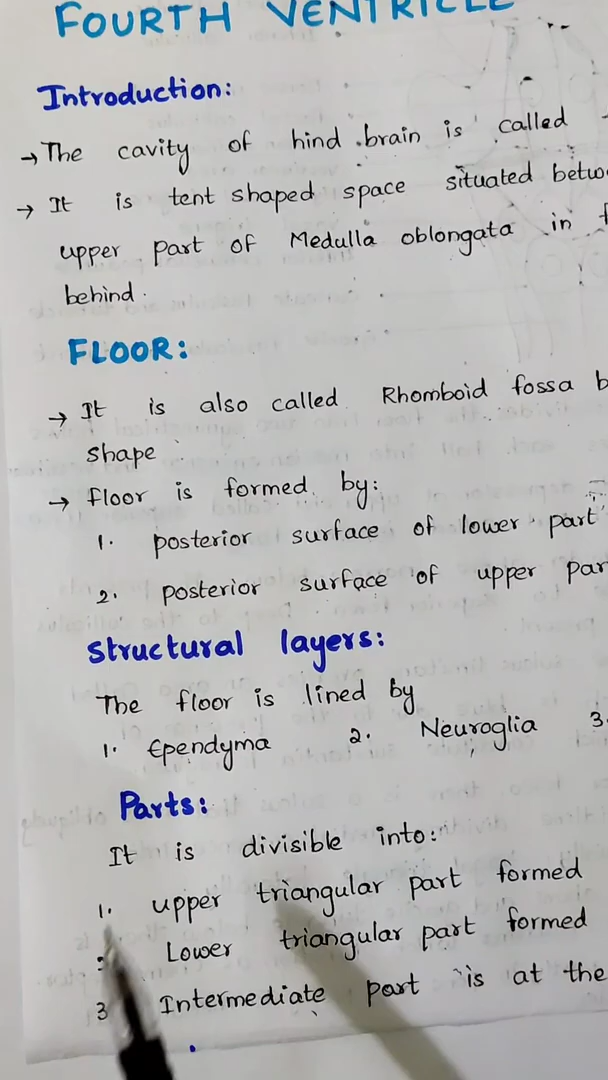 FOURTH VENTRICLE
Introduction:
→ The cavity of hind brain is called
→ It is tent shaped space situated betw
upper part of Medulla oblongata in
behind.
FLOOR:
→ It is also called Rhomboid fossa b
shape
→ floor is formed by:
1. posterior surface of lower part
2. posterior surface of upper par
Structural layers:
The floor is lined by
1. Ependyma 2. Neuroglia 3.
Parts:
It is divisible into:
1. upper triangular part formed
Lower triangular part formed
3 Intermediate part is at the